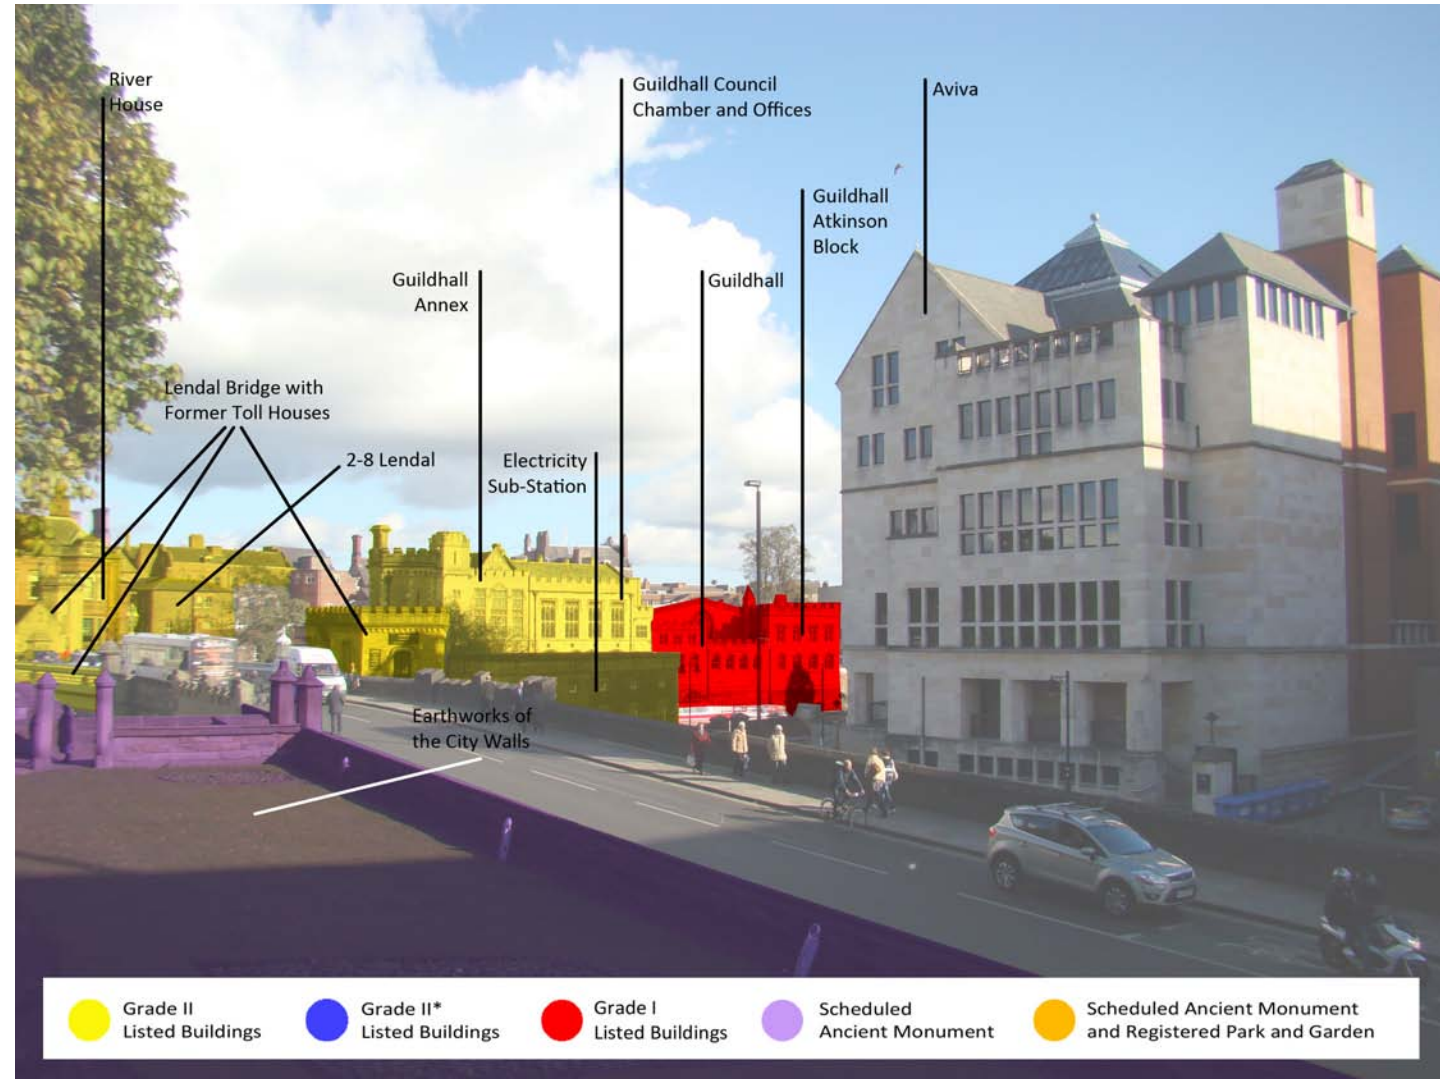 River
House
Guildhall Council
Chamber and Offices
Aviva
Guildhall
Atkinson
Block
Guildhall
Annex
Guildhall
Lendal Bridge with
Former Toll Houses
2-8 Lendal
Electricity
Sub-Station
Earthworks of
the City Walls
Grade II
Listed Buildings
Grade II*
Listed Buildings
Grade I
Listed Buildings
Scheduled
Ancient Monument
Scheduled Ancient Monument
and Registered Park and Garden